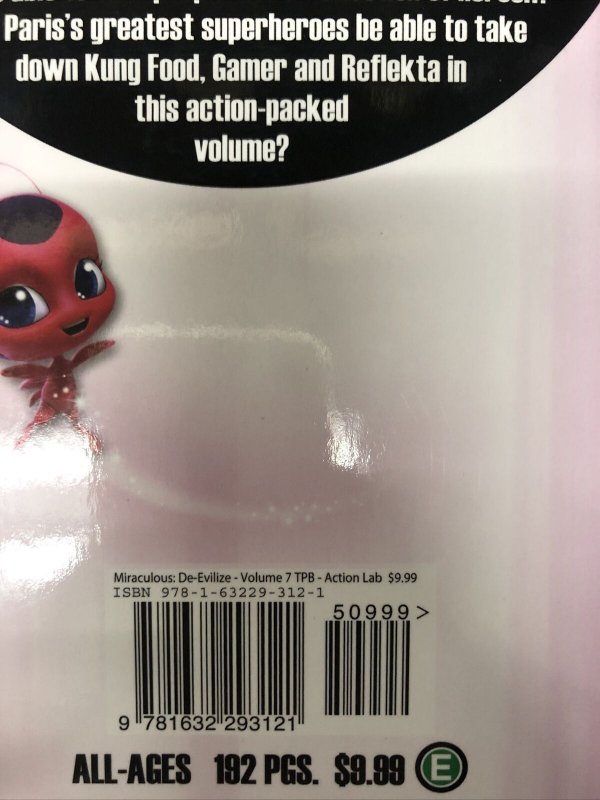 Paris's greatest superheroes be able to take
down Kung Food, Gamer and Reflekta in
this action-packed
volume?
Miraculous: De-Evilize - Volume 7 TPB - Action Lab $9.99
ISBN 978-1-63229-312-1
50999>
9 781632 293121
ALL-AGES 192 PGS. $9.99 E